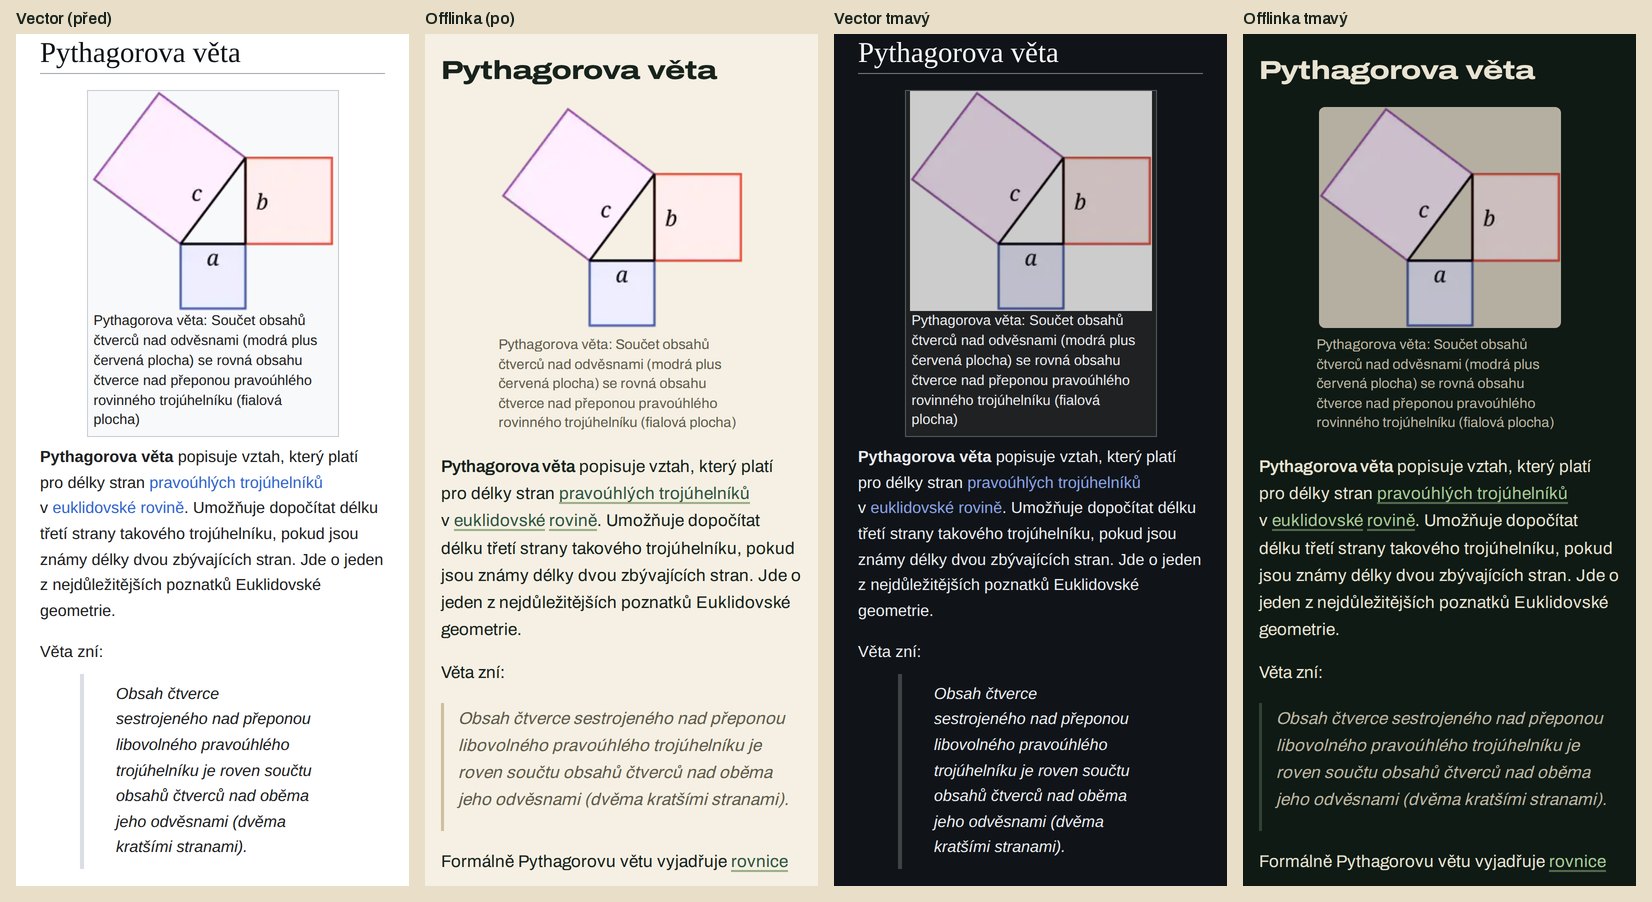 Vector (před)
Pythagorova věta
c
b
a
Pythagorova věta: Součet obsahů
čtverců nad odvěsnami (modrá plus
červená plocha) se rovná obsahu
čtverce nad přeponou pravoúhlého
rovinného trojúhelníku (fialová
plocha)
Pythagorova věta popisuje vztah, který platí
pro délky stran pravoúhlých trojúhelníků
v euklidovské rovině. Umožňuje dopočítat délku
třetí strany takového trojúhelníku, pokud jsou
známy délky dvou zbývajících stran. Jde o jeden
z nejdůležitějších poznatků Euklidovské
geometrie.
Věta zní:
Obsah čtverce
sestrojeného nad přeponou
libovolného pravoúhlého
trojúhelníku je roven součtu
obsahů čtverců nad oběma
jeho odvěsnami (dvěma
kratšími stranami).
Offlinka (po)
Pythagorova věta
c
b
a
Pythagorova věta: Součet obsahů
čtverců nad odvěsnami (modrá plus
červená plocha) se rovná obsahu
čtverce nad přeponou pravoúhlého
rovinného trojúhelníku (fialová plocha)
Pythagorova věta popisuje vztah, který platí
pro délky stran pravoúhlých trojúhelníků
v euklidovské rovině. Umožňuje dopočítat
délku třetí strany takového trojúhelníku, pokud
jsou známy délky dvou zbývajících stran. Jde o
jeden z nejdůležitějších poznatků Euklidovské
geometrie.
Věta zní:
Obsah čtverce sestrojeného nad přeponou
libovolného pravoúhlého trojúhelníku je
roven součtu obsahů čtverců nad oběma
jeho odvěsnami (dvěma kratšími stranami).
Formálně Pythagorovu větu vyjadřuje rovnice
Vector tmavý
Pythagorova věta
c
b
a
Pythagorova věta: Součet obsahů
čtverců nad odvěsnami (modrá plus
červená plocha) se rovná obsahu
čtverce nad přeponou pravoúhlého
rovinného trojúhelníku (fialová
plocha)
Pythagorova věta popisuje vztah, který platí
pro délky stran pravoúhlých trojúhelníků
v euklidovské rovině. Umožňuje dopočítat délku
třetí strany takového trojúhelníku, pokud jsou
známy délky dvou zbývajících stran. Jde o jeden
z nejdůležitějších poznatků Euklidovské
geometrie.
Věta zní:
Obsah čtverce
sestrojeného nad přeponou
libovolného pravoúhlého
trojúhelníku je roven součtu
obsahů čtverců nad oběma
jeho odvěsnami (dvěma
kratšími stranami).
Offlinka tmavý
Pythagorova věta
c
b
a
Pythagorova věta: Součet obsahů
čtverců nad odvěsnami (modrá plus
červená plocha) se rovná obsahu
čtverce nad přeponou pravoúhlého
rovinného trojúhelníku (fialová plocha)
Pythagorova věta popisuje vztah, který platí
pro délky stran pravoúhlých trojúhelníků
v euklidovské rovině. Umožňuje dopočítat
délku třetí strany takového trojúhelníku, pokud
jsou známy délky dvou zbývajících stran. Jde o
jeden z nejdůležitějších poznatků Euklidovské
geometrie.
Věta zní:
Obsah čtverce sestrojeného nad přeponou
libovolného pravoúhlého trojúhelníku je
roven součtu obsahů čtverců nad oběma
jeho odvěsnami (dvěma kratšími stranami).
Formálně Pythagorovu větu vyjadřuje rovnice